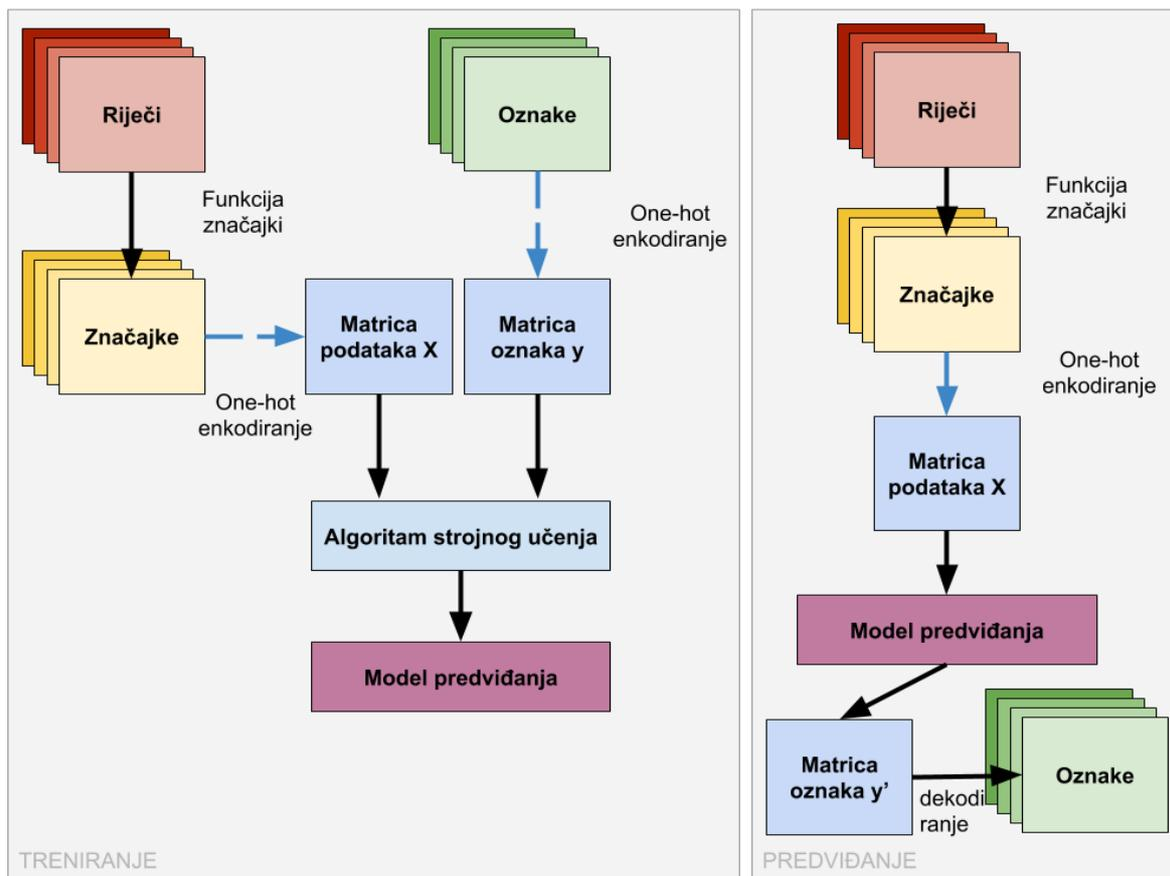 Riječi
Oznake
Funkcija
značajki
One-hot
enkodiranje
Značajke
Matrica
podataka X
Matrica
oznaka y
One-hot
enkodiranje
Algoritam strojnog učenja
Model predviđanja
TRENIRANJE
Riječi
Funkcija
značajki
Značajke
One-hot
enkodiranje
Matrica
podataka X
Model predviđanja
Matrica
oznaka y’
dekodi
ranje
Oznake
PREDVIĐANJE